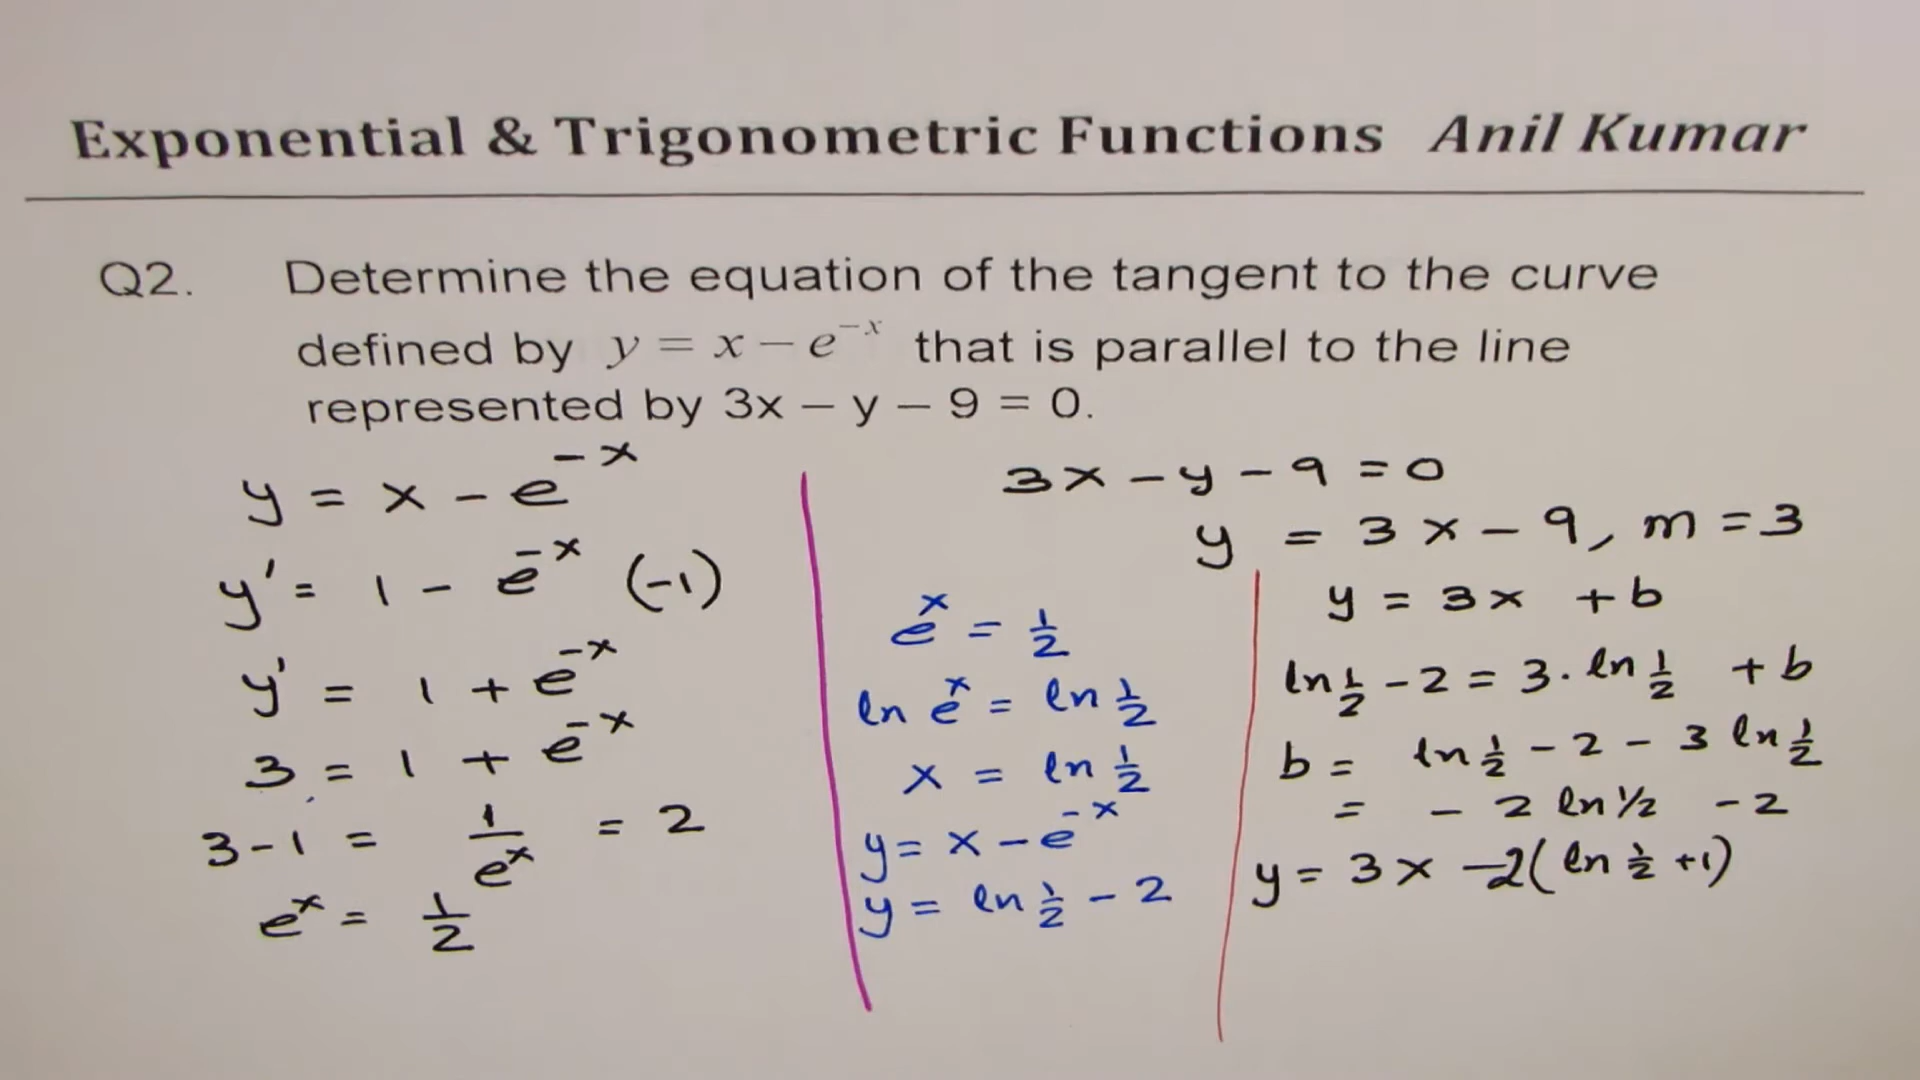 Exponential & Trigonometric Functions Anil Kumar
Q2. Determine the equation of the tangent to the curve
defined by y = x − e^{−x} that is parallel to the line
represented by 3x − y − 9 = 0.
y = x − e^{−x}
y' = 1 − e^{−x} (−1)
y' = 1 + e^{−x}
3 = 1 + e^{−x}
3 − 1 = 1/e^x = 2
e^x = 1/2
e^x = 1/2
ln e^x = ln 1/2
x = ln 1/2
y = x − e^{−x}
y = ln 1/2 − 2
3x − y − 9 = 0
y = 3x − 9, m = 3
y = 3x + b
ln 1/2 − 2 = 3 · ln 1/2 + b
b = ln 1/2 − 2 − 3 ln 1/2
= − 2 ln 1/2 − 2
y = 3x − 2(ln 1/2 + 1)